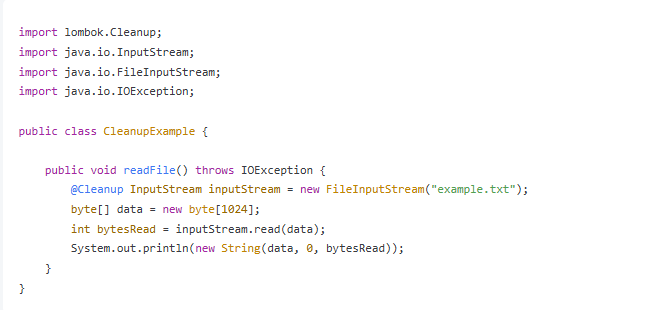 import lombok.Cleanup;
import java.io.InputStream;
import java.io.FileInputStream;
import java.io.IOException;
public class CleanupExample {
public void readFile() throws IOException {
@Cleanup InputStream inputStream = new FileInputStream("example.txt");
byte[] data = new byte[1024];
int bytesRead = inputStream.read(data);
System.out.println(new String(data, 0, bytesRead));
}
}